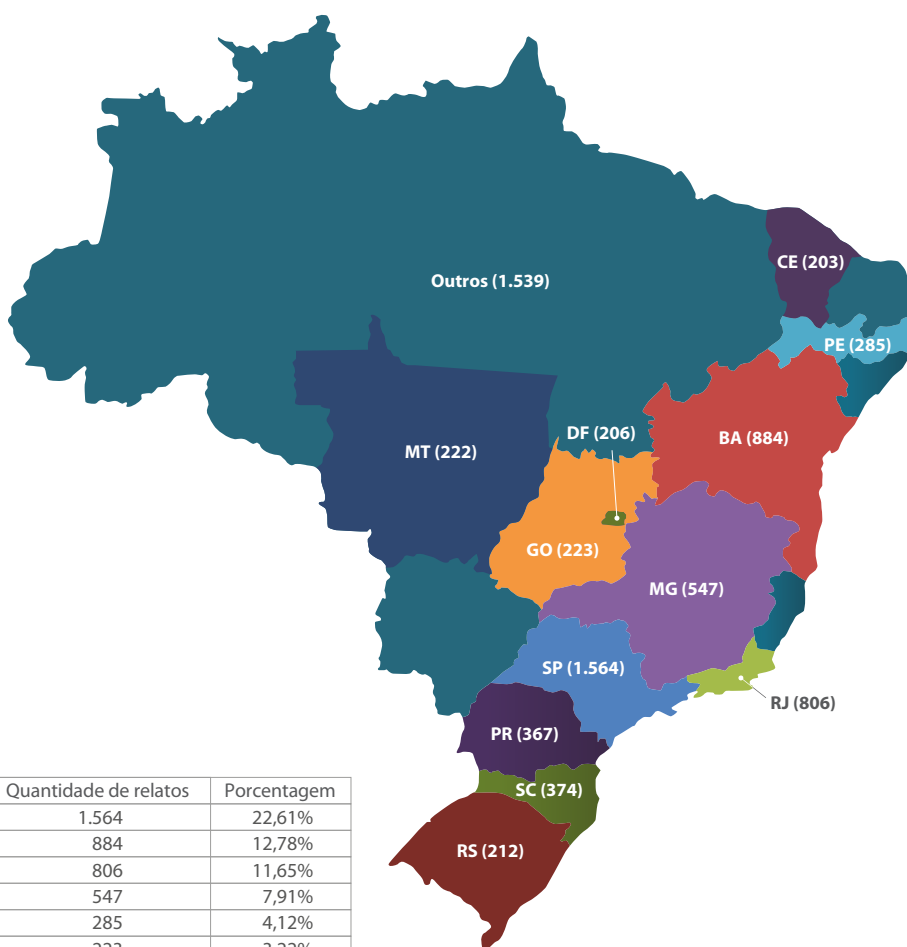 CE (203)
Outros (1.539)
PE (285)
DF (206)
BA (884)
MT (222)
GO (223)
MG (547)
SP (1.564)
RJ (806)
PR (367)
SC (374)
RS (212)
Quantidade de relatos Porcentagem
1.564 22,61%
884 12,78%
806 11,65%
547 7,91%
285 4,12%